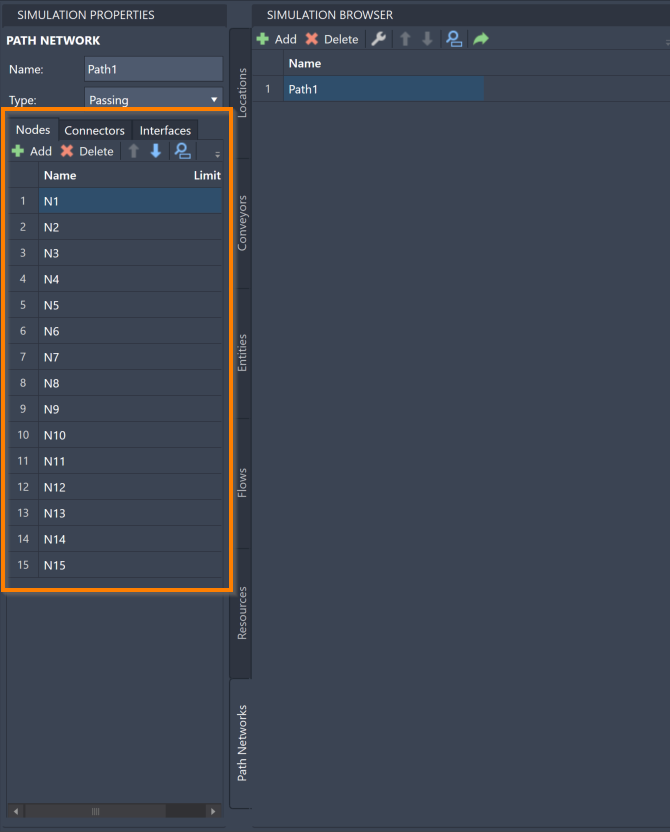 SIMULATION PROPERTIES
PATH NETWORK
Name: Path1
Type: Passing
Nodes Connectors Interfaces
Add Delete
Name Limit
1 N1
2 N2
3 N3
4 N4
5 N5
6 N6
7 N7
8 N8
9 N9
10 N10
11 N11
12 N12
13 N13
14 N14
15 N15
Locations
Conveyors
Entities
Flows
Resources
Path Networks
SIMULATION BROWSER
Add Delete
Name
1 Path1